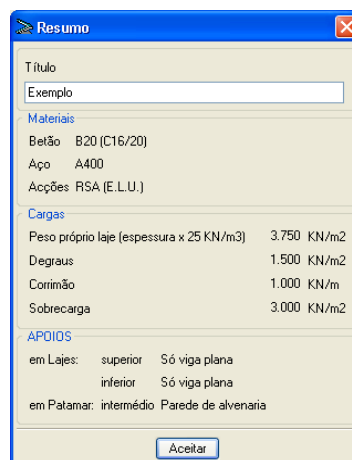 Resumo
Título
Exemplo
Materiais
Betão B20 (C16/20)
Aço A400
Acções RSA (E.L.U.)
Cargas
Peso próprio laje (espessura x 25 KN/m3) 3.750 KN/m2
Degraus 1.500 KN/m2
Corrimão 1.000 KN/m
Sobrecarga 3.000 KN/m2
APOIOS
em Lajes: superior Só viga plana
inferior Só viga plana
em Patamar: intermédio Parede de alvenaria
Aceitar